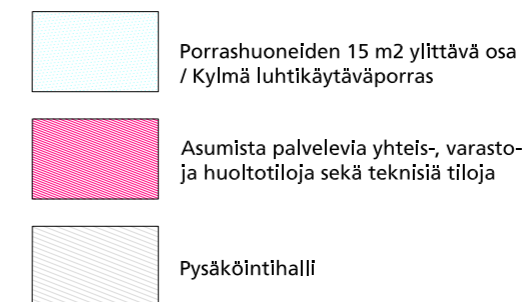 Porrashuoneiden 15 m2 ylittävä osa
/ Kylmä luhtikäytäväporras
Asumista palvelevia yhteis-, varasto-
ja huoltotiloja sekä teknisiä tiloja
Pysäköintihalli